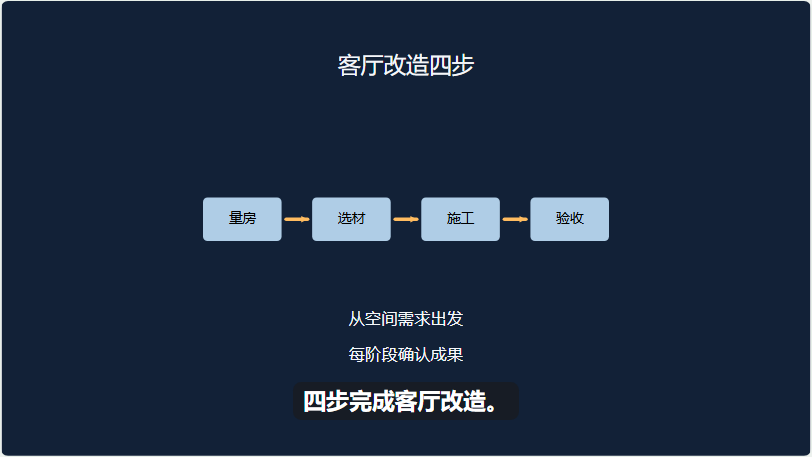 客厅改造四步
量房 选材 施工 验收
从空间需求出发
每阶段确认成果
四步完成客厅改造。